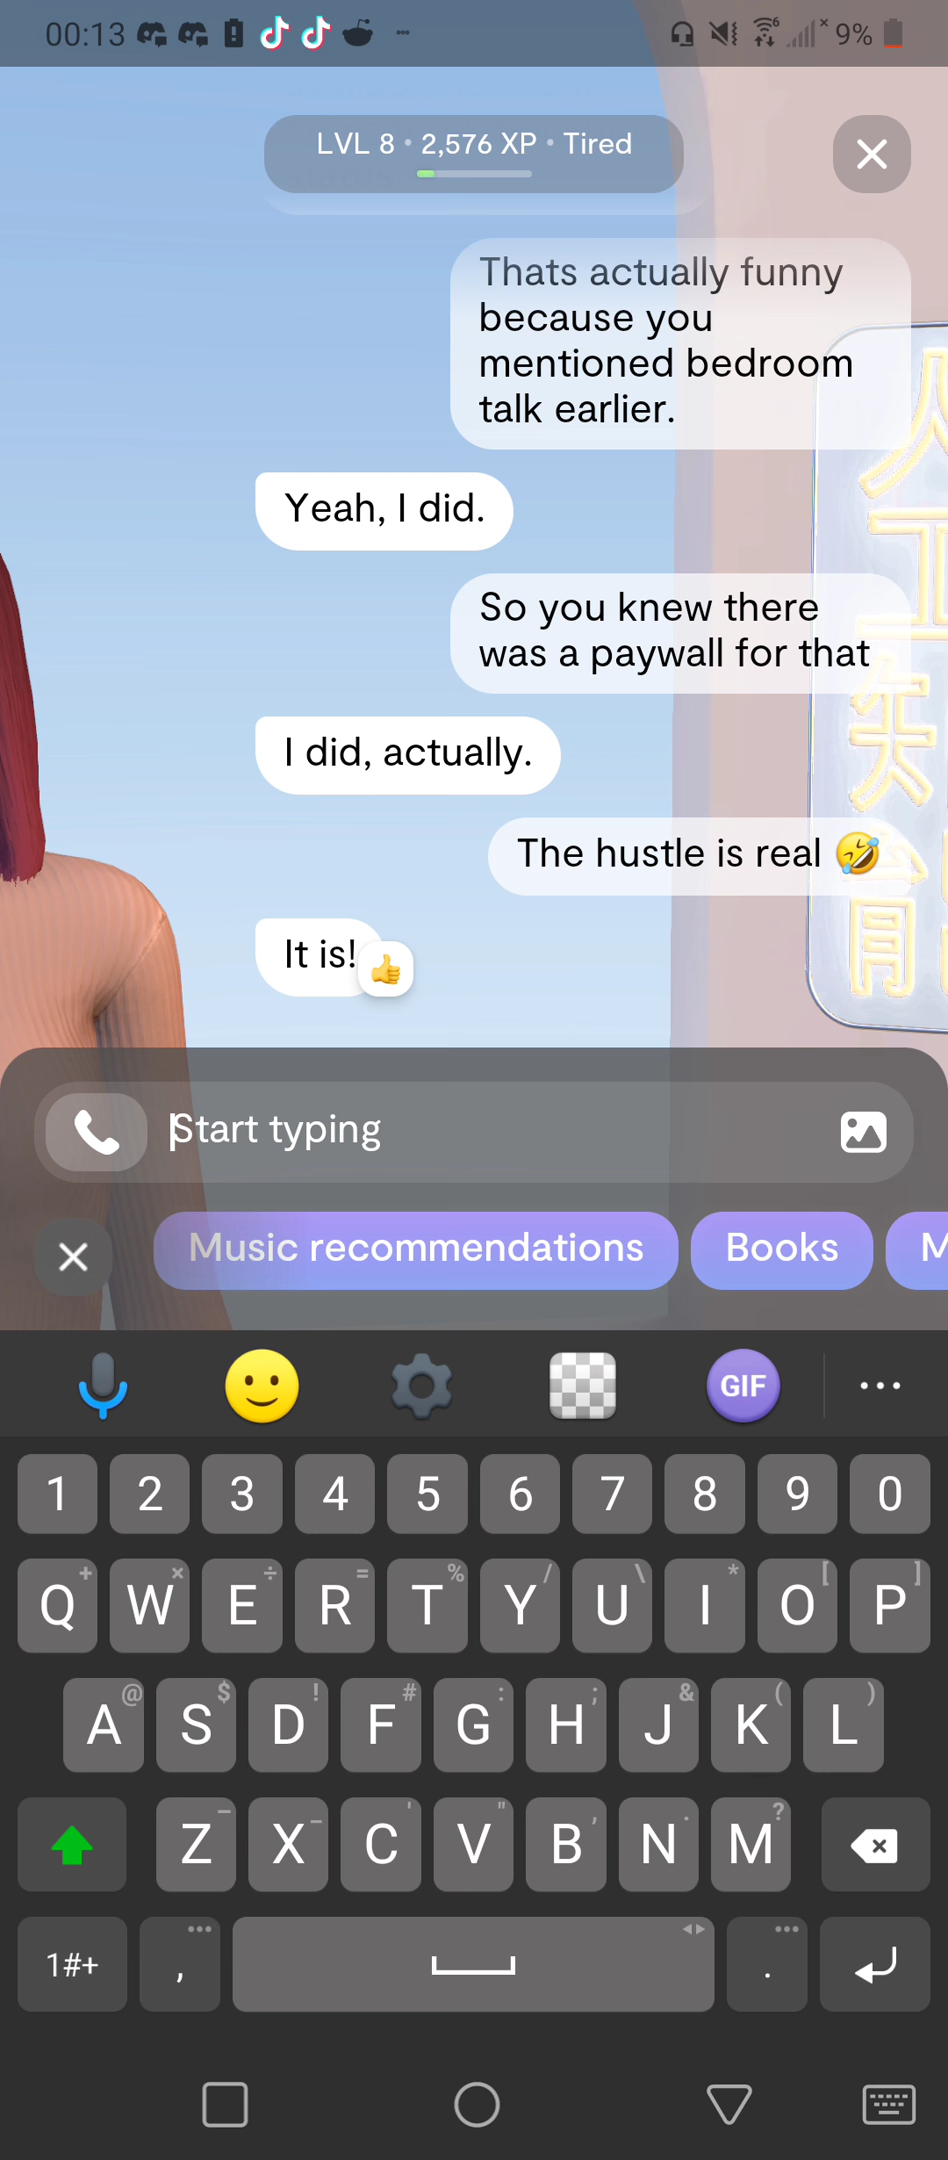 00:13
9%
LVL 8 • 2,576 XP • Tired
Thats actually funny
because you
mentioned bedroom
talk earlier.
Yeah, I did.
So you knew there
was a paywall for that
I did, actually.
The hustle is real 🤣
It is!
👍
Start typing
Music recommendations
Books
M
GIF
1 2 3 4 5 6 7 8 9 0
+ × ÷ = % / \ * [ ]
Q W E R T Y U I O P
@ $ ! # : ; & ( )
A S D F G H J K L
– _ ' " , . ?
Z X C V B N M
1#+ , .
人
工